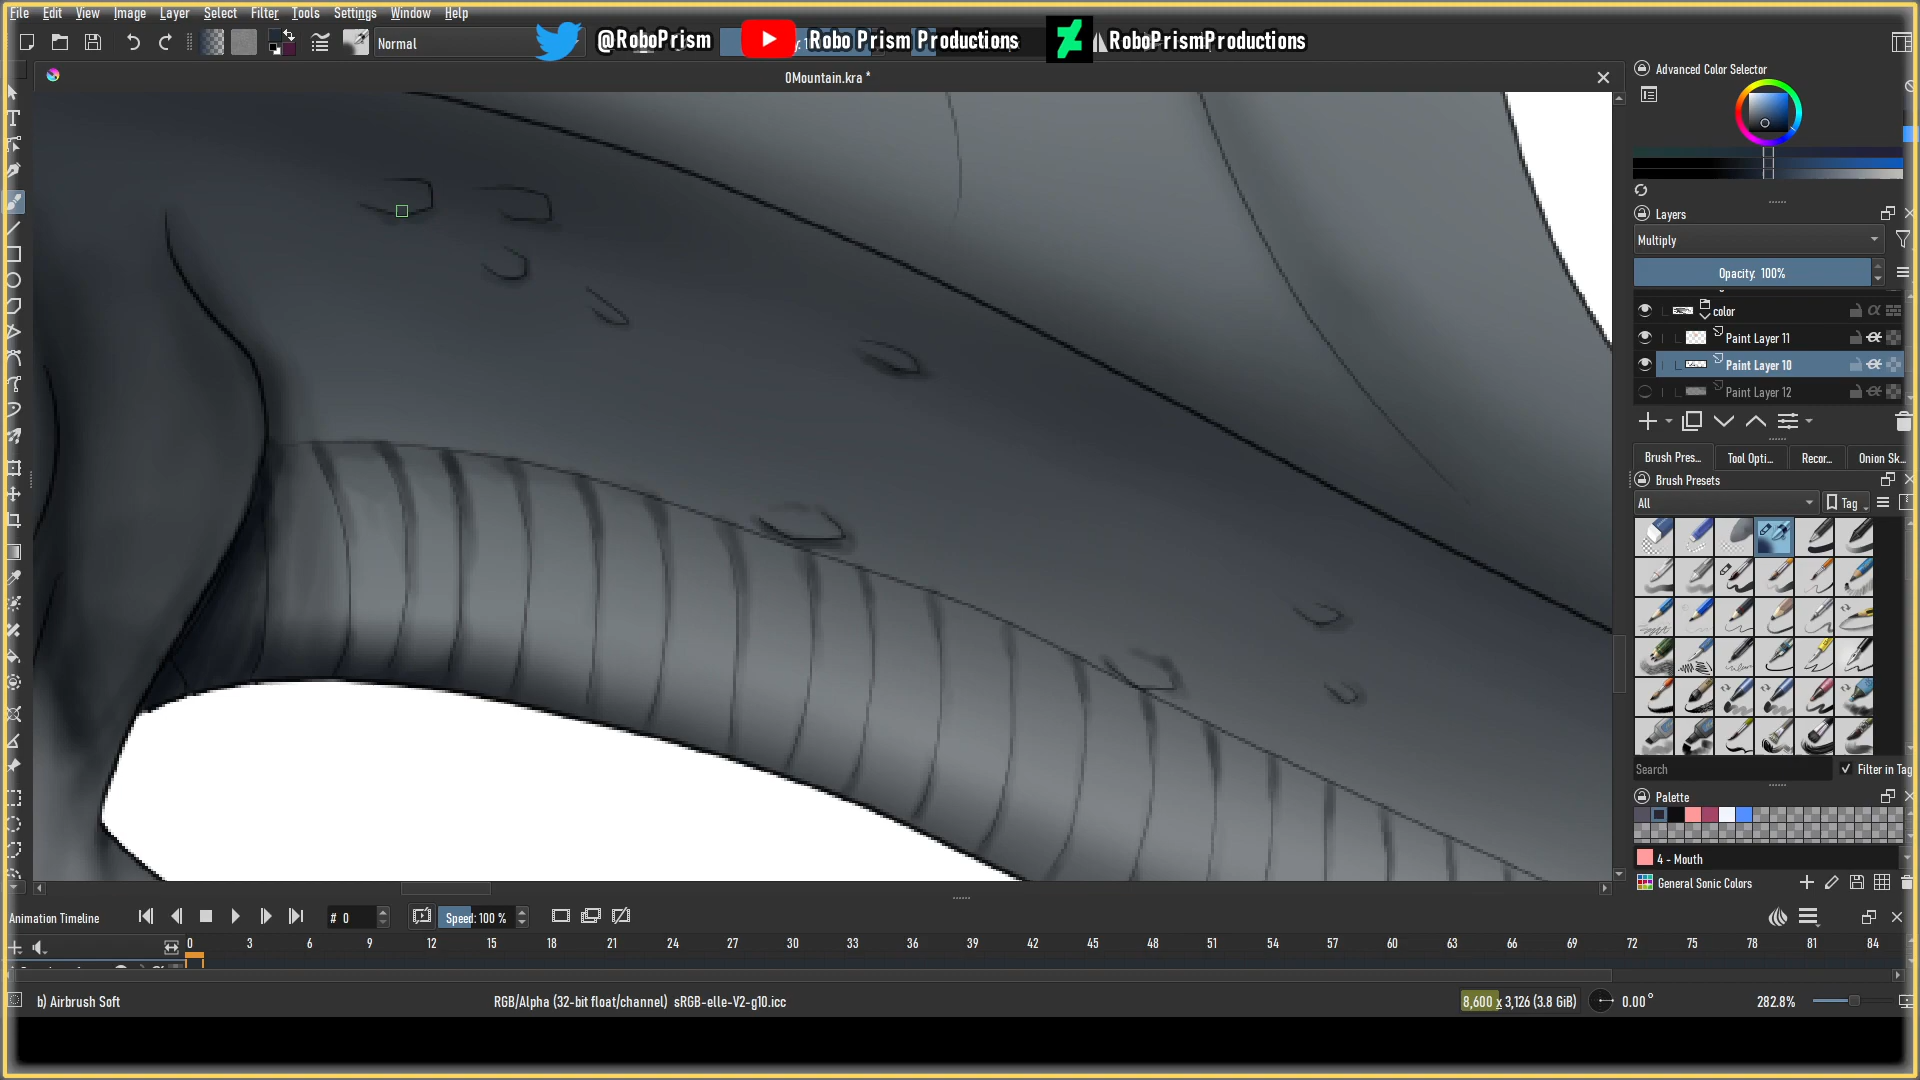 File Edit View Image Layer Select Filter Tools Settings Window Help
Normal
@RoboPrism
Robo Prism Productions
RoboPrismProductions
0Mountain.kra *
Advanced Color Selector
Layers
Multiply
Opacity: 100%
color
Paint Layer 11
Paint Layer 10
Paint Layer 12
Brush Pres... Tool Opti... Recor... Onion Sk...
Brush Presets
All
Tag
Search
Filter in Tag
Palette
4 - Mouth
General Sonic Colors
Animation Timeline
# 0
Speed: 100 %
0 3 6 9 12 15 18 21 24 27 30 33 36 39 42 45 48 51 54 57 60 63 66 69 72 75 78 81 84
b) Airbrush Soft
RGB/Alpha (32-bit float/channel) sRGB-elle-V2-g10.icc
8,600 x 3,126 (3.8 GiB)
0.00°
282.8%